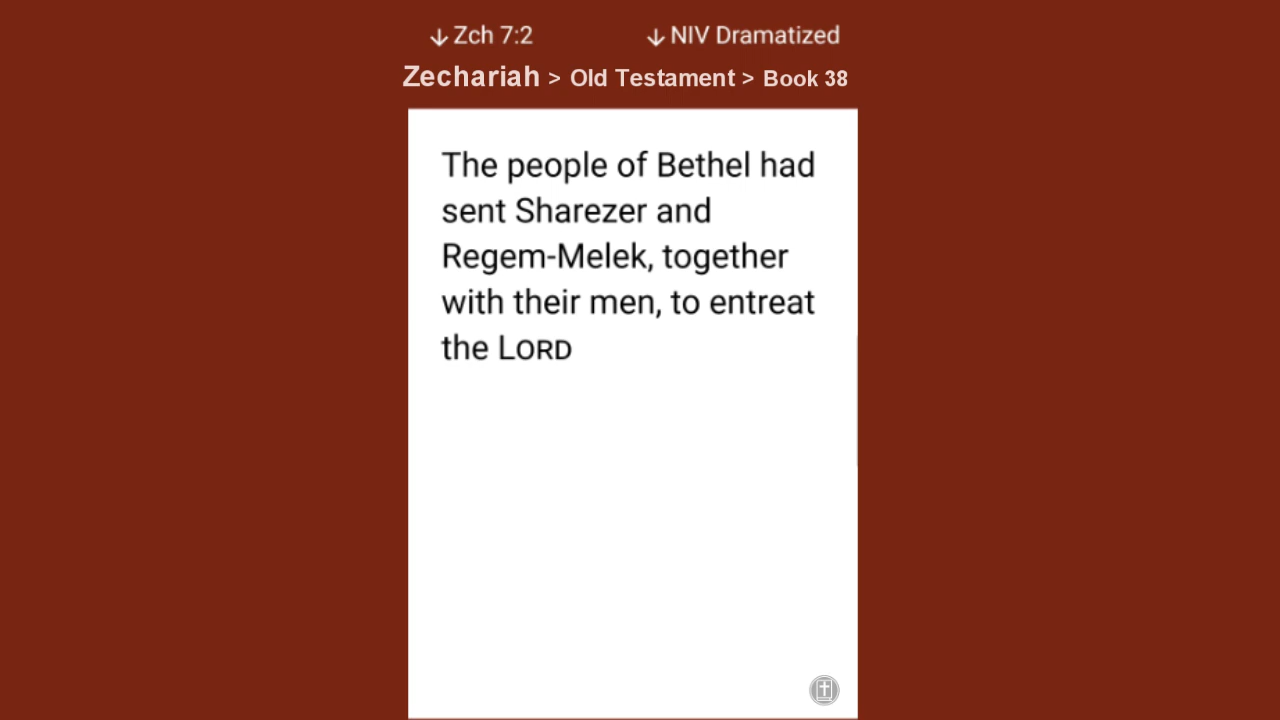 ↓ Zch 7:2 ↓ NIV Dramatized
Zechariah > Old Testament > Book 38
The people of Bethel had
sent Sharezer and
Regem-Melek, together
with their men, to entreat
the LORD